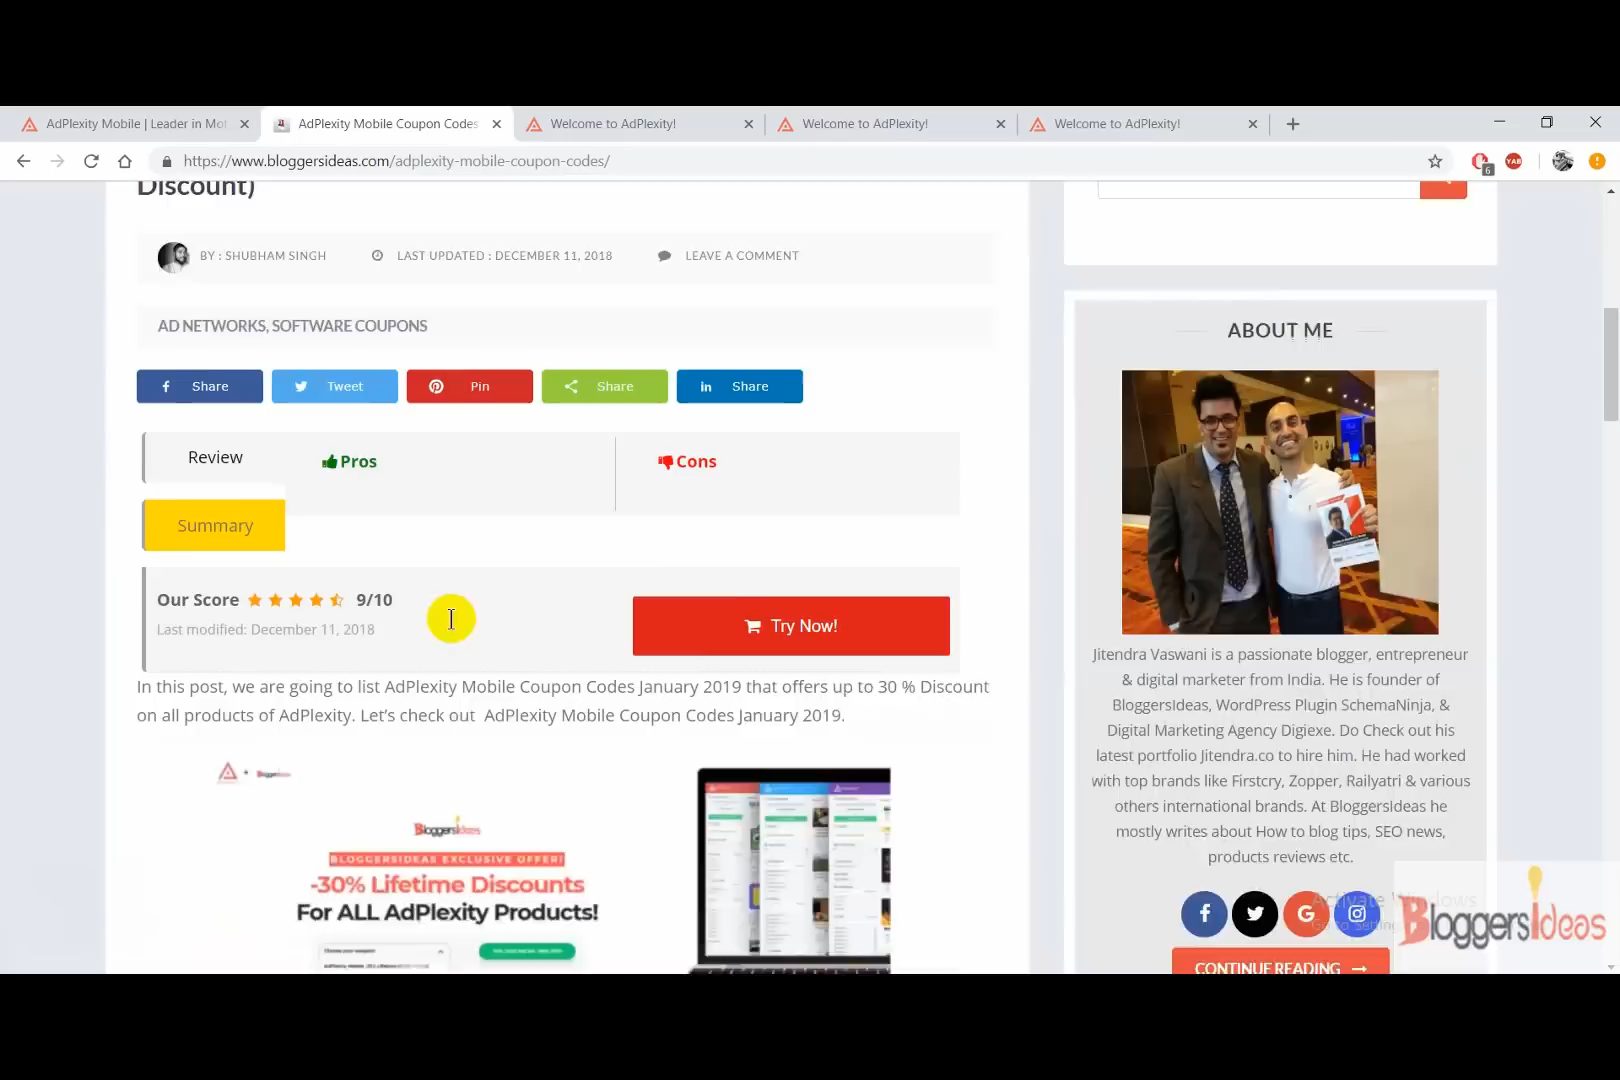 AdPlexity Mobile | Leader in Mo
AdPlexity Mobile Coupon Codes
Welcome to AdPlexity!
Welcome to AdPlexity!
Welcome to AdPlexity!
https://www.bloggersideas.com/adplexity-mobile-coupon-codes/
6
YAB
Discount)
BY : SHUBHAM SINGH
LAST UPDATED : DECEMBER 11, 2018
LEAVE A COMMENT
AD NETWORKS, SOFTWARE COUPONS
Share
Tweet
Pin
Share
Share
Review
Pros
Cons
Summary
Our Score
9/10
Last modified: December 11, 2018
Try Now!
In this post, we are going to list AdPlexity Mobile Coupon Codes January 2019 that offers up to 30 % Discount
on all products of AdPlexity. Let's check out AdPlexity Mobile Coupon Codes January 2019.
BloggersIdeas
BLOGGERSIDEAS EXCLUSIVE OFFER!
-30% Lifetime Discounts
For ALL AdPlexity Products!
ABOUT ME
Jitendra Vaswani is a passionate blogger, entrepreneur
& digital marketer from India. He is founder of
BloggersIdeas, WordPress Plugin SchemaNinja, &
Digital Marketing Agency Digiexe. Do Check out his
latest portfolio Jitendra.co to hire him. He had worked
with top brands like Firstcry, Zopper, Railyatri & various
others international brands. At BloggersIdeas he
mostly writes about How to blog tips, SEO news,
products reviews etc.
Activate Windows
Go to Settin
BloggersIdeas
CONTINUE READING